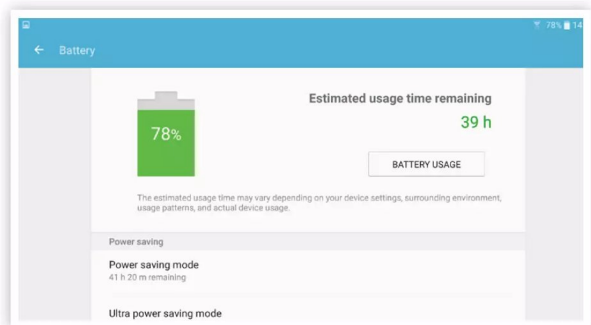 78% 14
Battery
Estimated usage time remaining
39 h
78%
BATTERY USAGE
The estimated usage time may vary depending on your device settings, surrounding environment,
usage patterns, and actual device usage.
Power saving
Power saving mode
41 h 20 m remaining
Ultra power saving mode